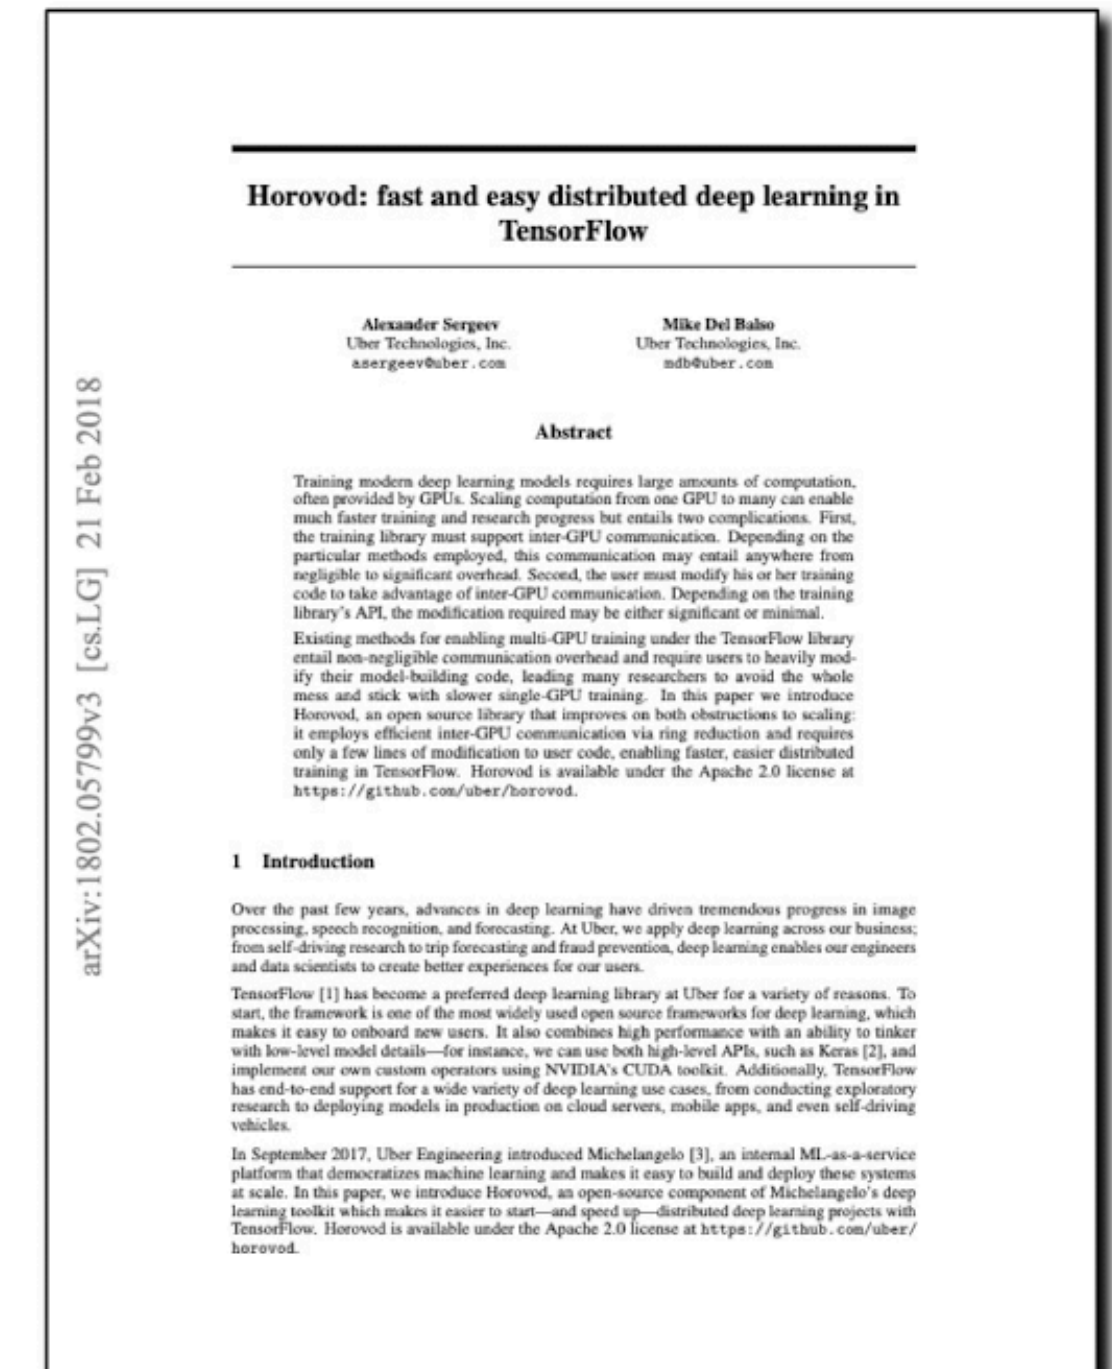 Horovod: fast and easy distributed deep learning in
TensorFlow
Alexander Sergeev
Uber Technologies, Inc.
asergeev@uber.com
Mike Del Balso
Uber Technologies, Inc.
mdb@uber.com
arXiv:1802.05799v3 [cs.LG] 21 Feb 2018
Abstract
Training modern deep learning models requires large amounts of computation,
often provided by GPUs. Scaling computation from one GPU to many can enable
much faster training and research progress but entails two complications. First,
the training library must support inter-GPU communication. Depending on the
particular methods employed, this communication may entail anywhere from
negligible to significant overhead. Second, the user must modify his or her training
code to take advantage of inter-GPU communication. Depending on the training
library's API, the modification required may be either significant or minimal.
Existing methods for enabling multi-GPU training under the TensorFlow library
entail non-negligible communication overhead and require users to heavily mod-
ify their model-building code, leading many researchers to avoid the whole
mess and stick with slower single-GPU training. In this paper we introduce
Horovod, an open source library that improves on both obstructions to scaling:
it employs efficient inter-GPU communication via ring reduction and requires
only a few lines of modification to user code, enabling faster, easier distributed
training in TensorFlow. Horovod is available under the Apache 2.0 license at
https://github.com/uber/horovod.
1 Introduction
Over the past few years, advances in deep learning have driven tremendous progress in image
processing, speech recognition, and forecasting. At Uber, we apply deep learning across our business;
from self-driving research to trip forecasting and fraud prevention, deep learning enables our engineers
and data scientists to create better experiences for our users.
TensorFlow [1] has become a preferred deep learning library at Uber for a variety of reasons. To
start, the framework is one of the most widely used open source frameworks for deep learning, which
makes it easy to onboard new users. It also combines high performance with an ability to tinker
with low-level model details—for instance, we can use both high-level APIs, such as Keras [2], and
implement our own custom operators using NVIDIA's CUDA toolkit. Additionally, TensorFlow
has end-to-end support for a wide variety of deep learning use cases, from conducting exploratory
research to deploying models in production on cloud servers, mobile apps, and even self-driving
vehicles.
In September 2017, Uber Engineering introduced Michelangelo [3], an internal ML-as-a-service
platform that democratizes machine learning and makes it easy to build and deploy these systems
at scale. In this paper, we introduce Horovod, an open-source component of Michelangelo's deep
learning toolkit which makes it easier to start—and speed up—distributed deep learning projects with
TensorFlow. Horovod is available under the Apache 2.0 license at https://github.com/uber/
horovod.